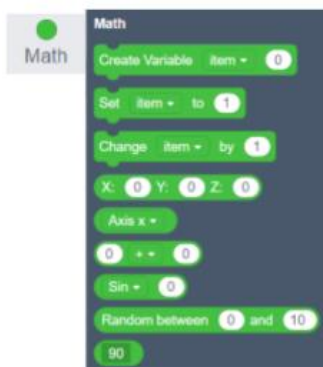 Math
Math
Create Variable item 0
Set item to 1
Change item by 1
X: 0 Y: 0 Z: 0
Axis x
0 + 0
Sin 0
Random between 0 and 10
90